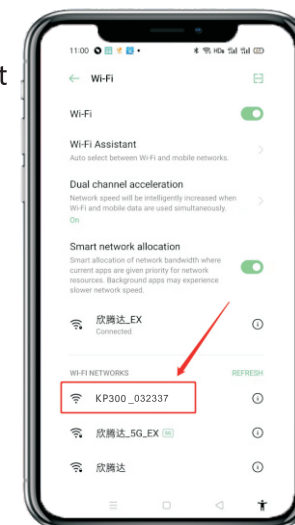 t
11:00
Wi-Fi
Wi-Fi
Wi-Fi Assistant
Auto select between Wi-Fi and mobile networks.
Dual channel acceleration
Network speed will be intelligently increased when
Wi-Fi and mobile data are used simultaneously.
On
Smart network allocation
Smart allocation of network bandwidth where
current apps are given priority for network
resources. Background apps may experience
slower network speed.
欣腾达_EX
Connected
WI-FI NETWORKS REFRESH
KP300_032337
欣腾达_5G_EX
欣腾达